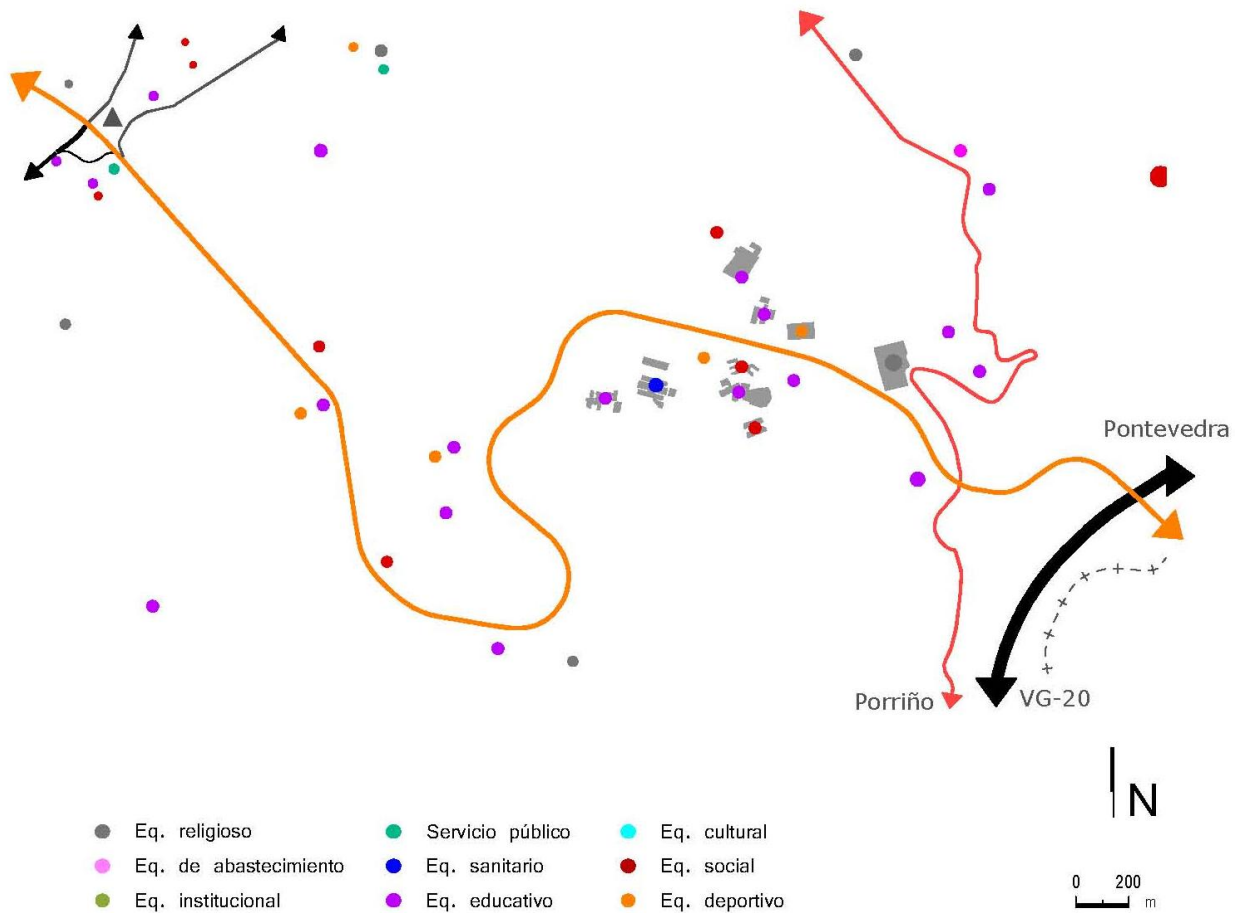 Pontevedra
Porriño
VG-20
N
Eq. religioso
Servicio público
Eq. cultural
Eq. de abastecimiento
Eq. sanitario
Eq. social
Eq. institucional
Eq. educativo
Eq. deportivo
0 200 m